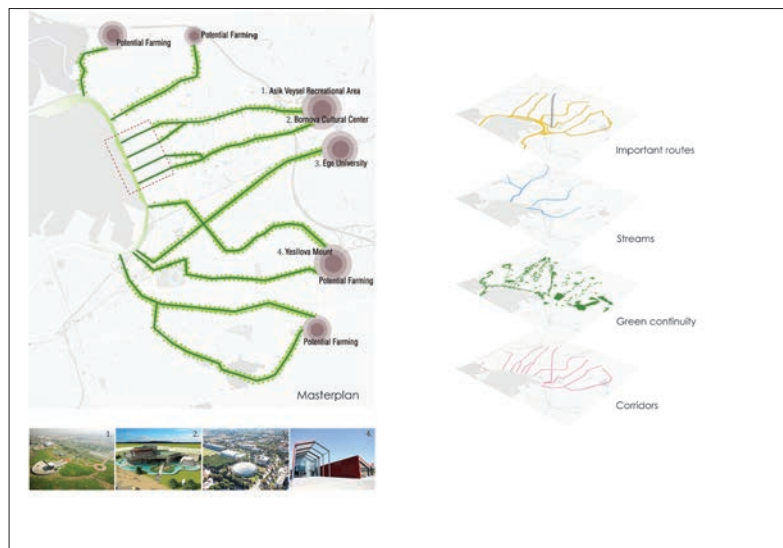 Potential Farming
Potential Farming
1. Asik Veysel Recreational Area
2. Bornova Cultural Center
3. Ege University
4. Yesilova Mount
Potential Farming
Potential Farming
Masterplan
1.
2.
4.
Important routes
Streams
Green continuity
Corridors